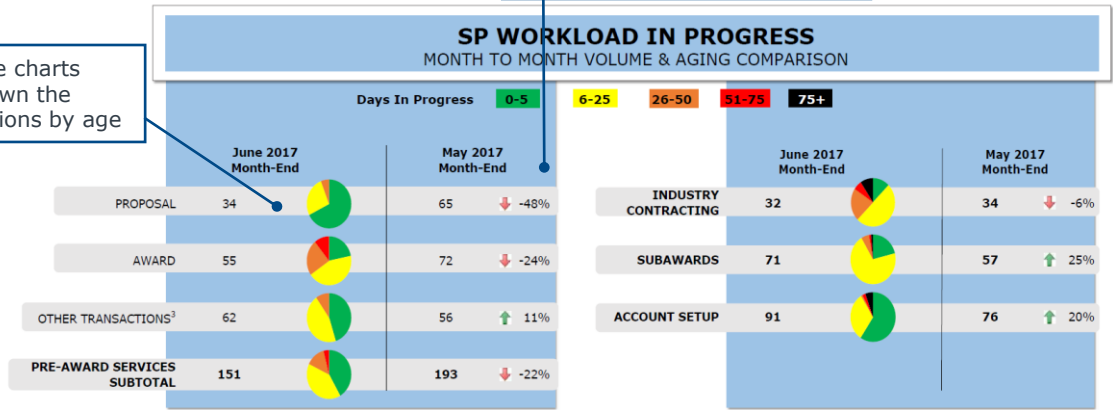 SP WORKLOAD IN PROGRESS
MONTH TO MONTH VOLUME & AGING COMPARISON
e charts
wn the
ions by age
Days In Progress 0-5 6-25 26-50 51-75 75+
June 2017 May 2017
Month-End Month-End
PROPOSAL 34 65 -48%
AWARD 55 72 -24%
OTHER TRANSACTIONS³ 62 56 11%
PRE-AWARD SERVICES
SUBTOTAL 151 193 -22%
June 2017 May 2017
Month-End Month-End
INDUSTRY
CONTRACTING 32 34 -6%
SUBAWARDS 71 57 25%
ACCOUNT SETUP 91 76 20%